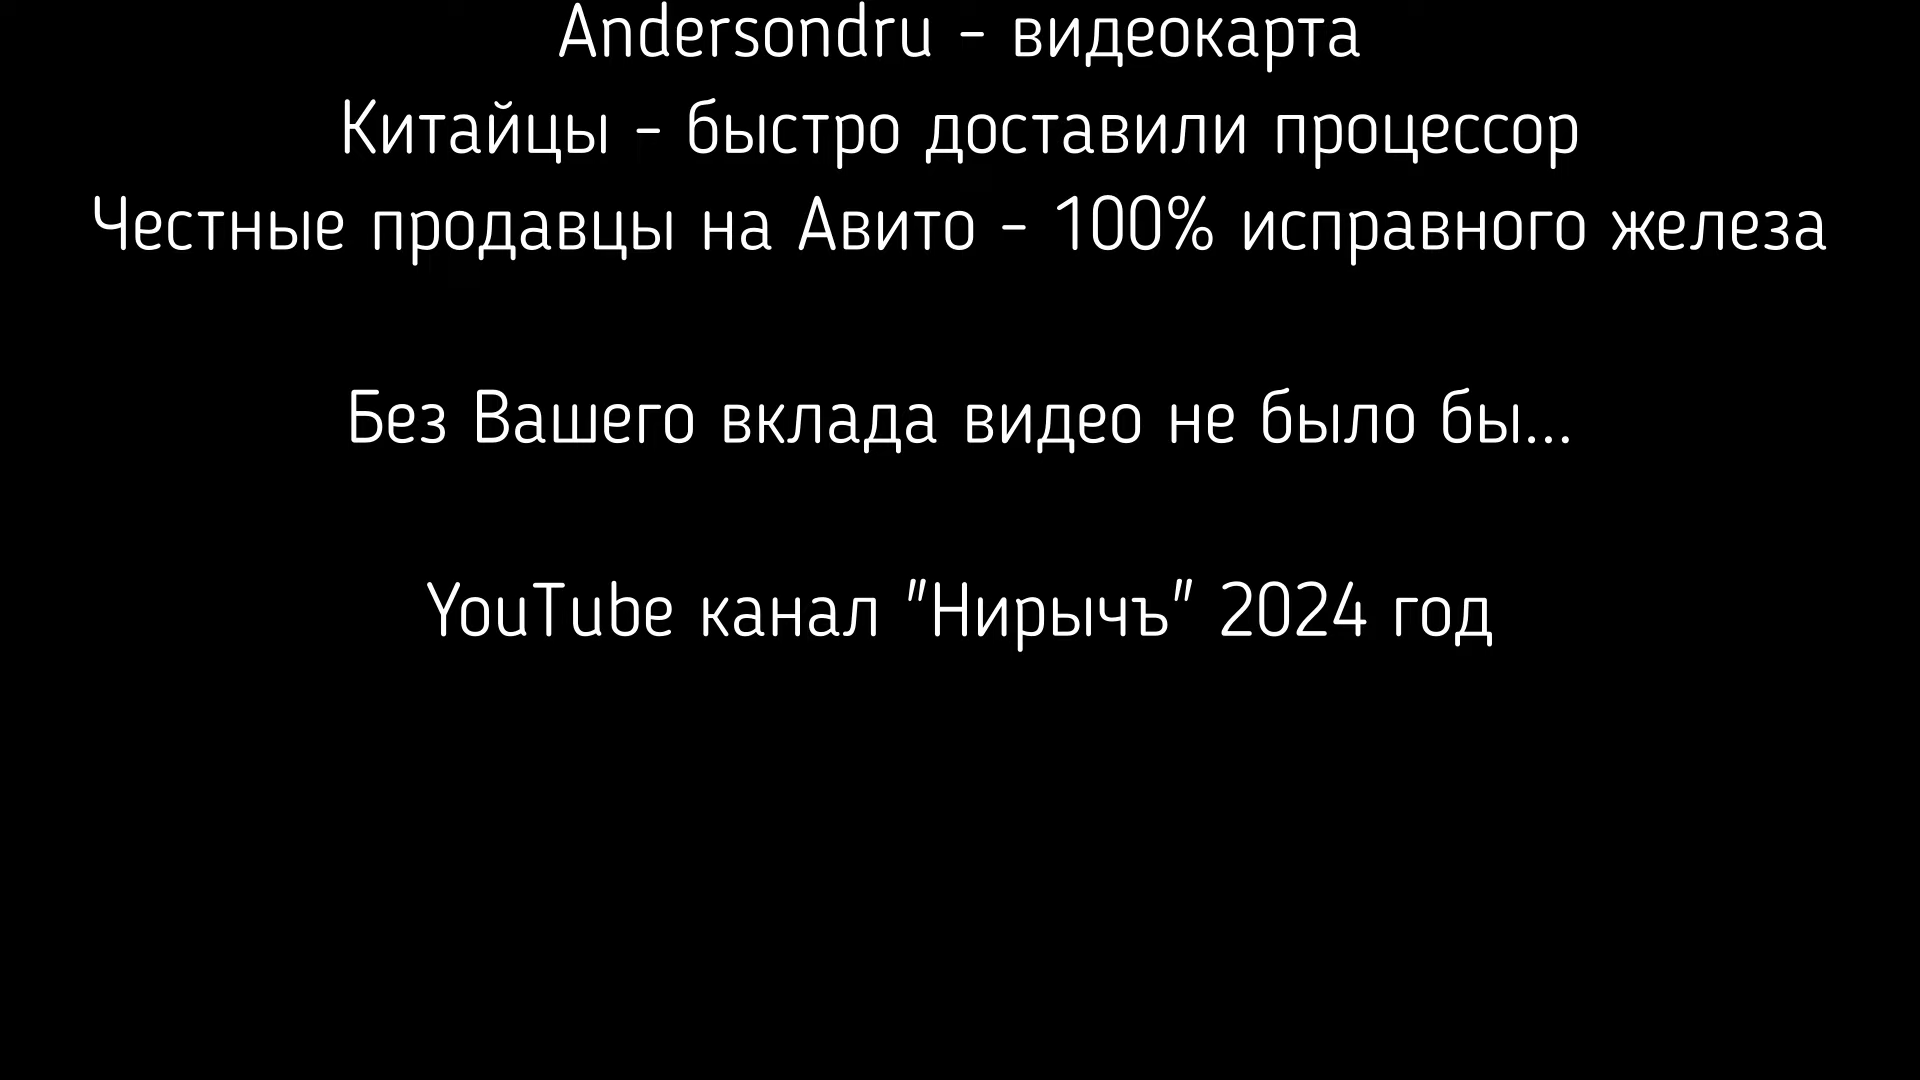 Andersondru - видеокарта
Китайцы - быстро доставили процессор
Честные продавцы на Авито - 100% исправного железа
Без Вашего вклада видео не было бы...
YouTube канал "Нирычъ" 2024 год